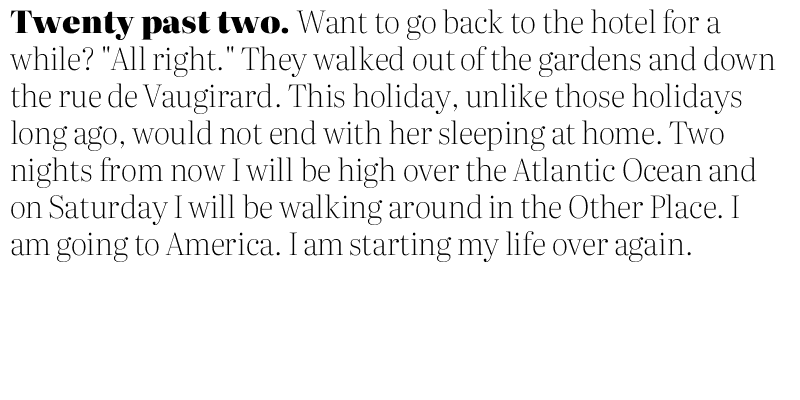 Twenty past two. Want to go back to the hotel for a
while? "All right." They walked out of the gardens and down
the rue de Vaugirard. This holiday, unlike those holidays
long ago, would not end with her sleeping at home. Two
nights from now I will be high over the Atlantic Ocean and
on Saturday I will be walking around in the Other Place. I
am going to America. I am starting my life over again.